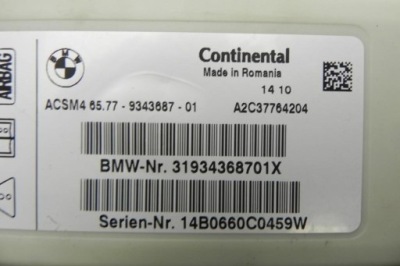 AIRBAG
BMW
Continental
Made in Romania
14 10
ACSM4 65.77 - 9343687 - 01 A2C37764204
BMW-Nr. 31934368701X
Serien-Nr. 14B0660C0459W